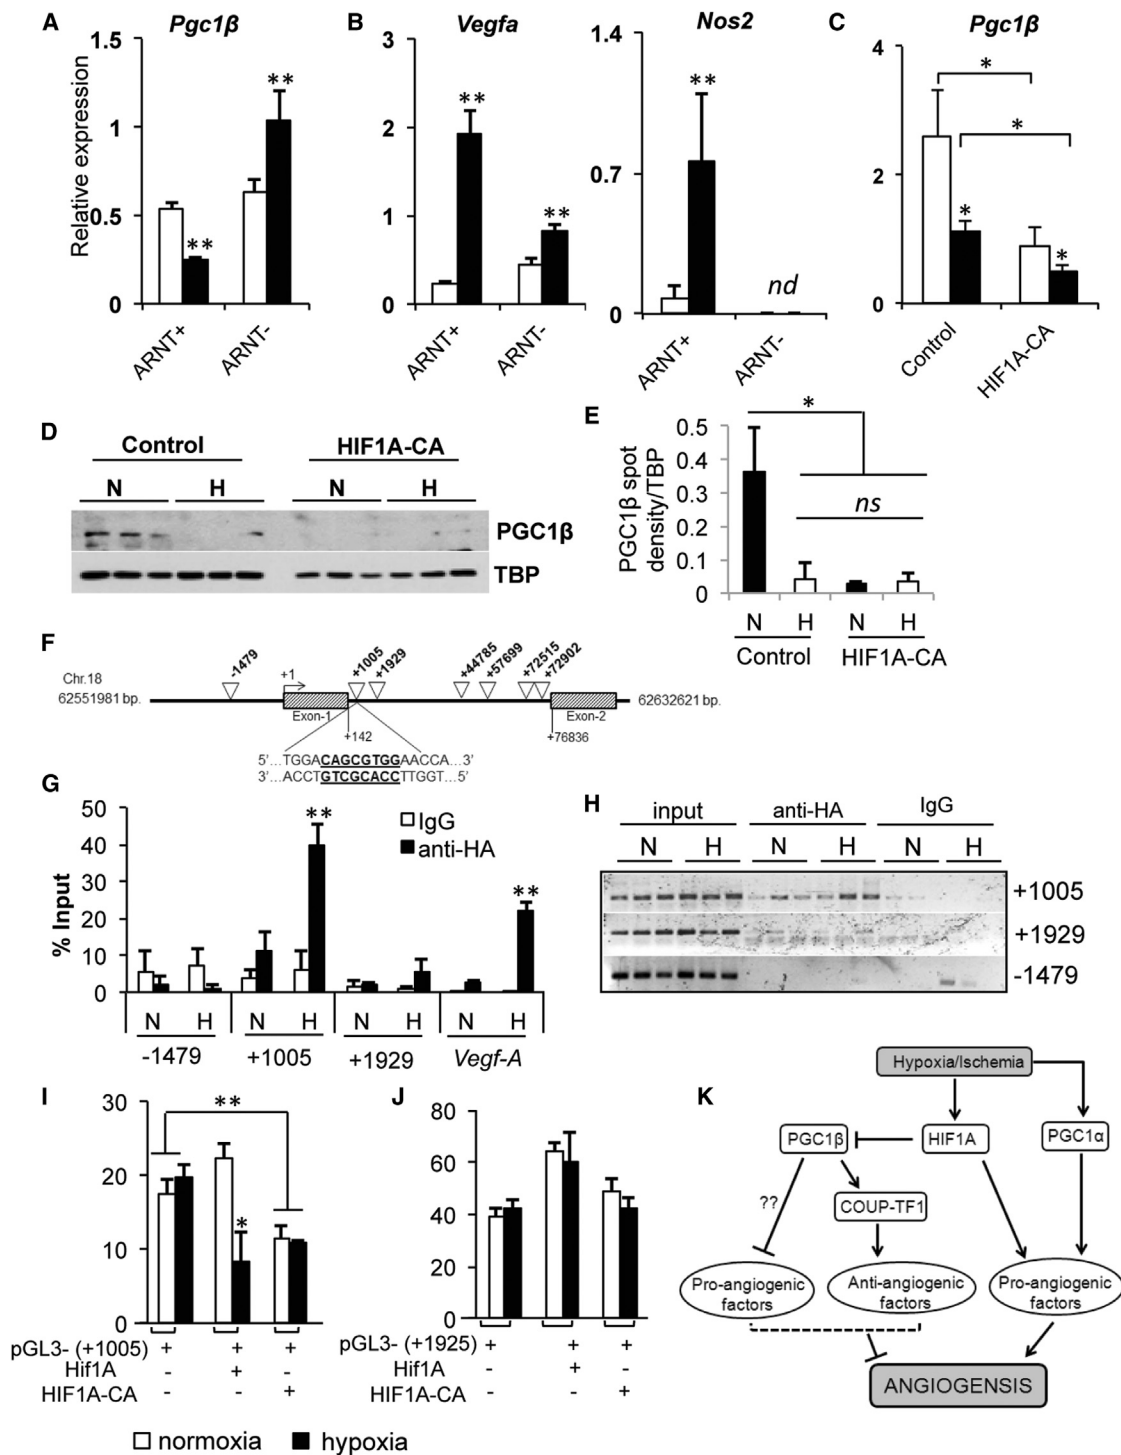 A
Pgc1β
Relative expression
1.5
1
0.5
0
**
**
ARNT+
ARNT-
B
Vegfa
3
2
1
0
**
**
ARNT+
ARNT-
Nos2
1.4
0.7
0
**
nd
ARNT+
ARNT-
C
Pgc1β
4
2
0
*
*
*
*
Control
HIF1A-CA
D
Control
HIF1A-CA
N
H
N
H
PGC1β
TBP
E
PGC1β spot
density/TBP
0.5
0.4
0.3
0.2
0.1
0
*
ns
N
H
N
H
Control
HIF1A-CA
F
Chr.18
62551981 bp.
-1479
+1
+1005
+1929
+44785
+57699
+72515
+72902
62632621 bp.
Exon-1
Exon-2
+142
+76836
5'...TGGACAGCGTGGAACCA...3'
3'...ACCTGTCGCACCTTGGT...5'
G
% Input
50
40
30
20
10
0
IgG
anti-HA
**
**
N
H
N
H
N
H
N
H
-1479
+1005
+1929
Vegf-A
H
input
anti-HA
IgG
N
H
N
H
N
H
+1005
+1929
-1479
I
30
20
10
0
**
*
pGL3- (+1005) + + +
Hif1A - + -
HIF1A-CA - - +
J
80
60
40
20
0
pGL3- (+1925) + + +
Hif1A - + -
HIF1A-CA - - +
normoxia
hypoxia
K
Hypoxia/Ischemia
PGC1β
HIF1A
PGC1α
??
COUP-TF1
Pro-angiogenic
factors
Anti-angiogenic
factors
Pro-angiogenic
factors
ANGIOGENSIS